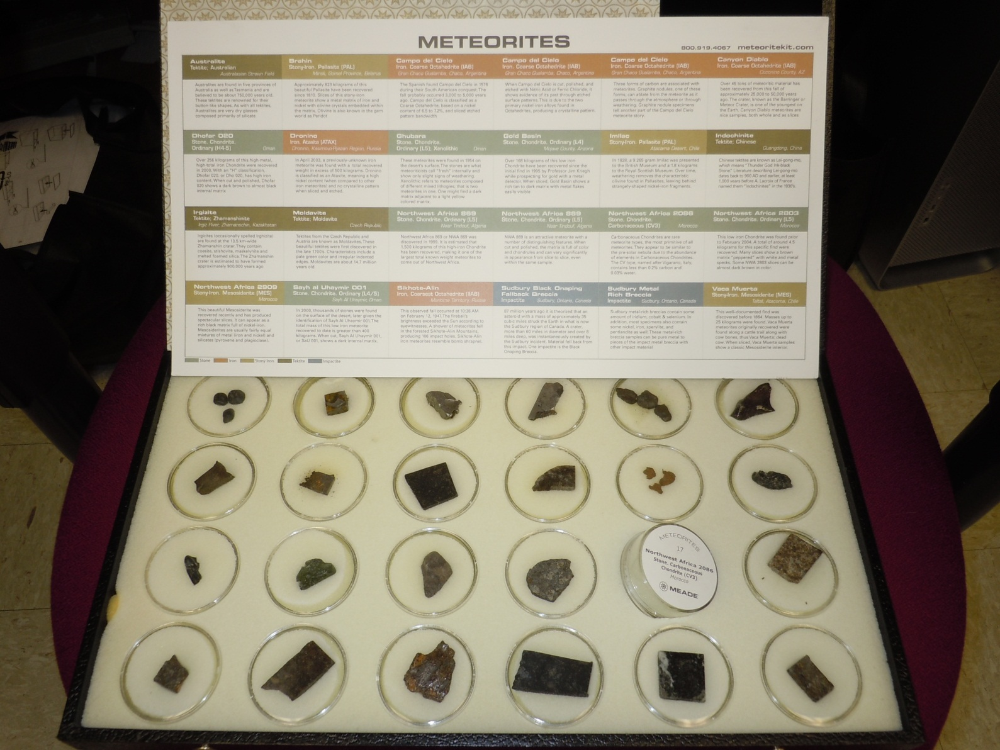 METEORITES
800.919.4067 meteoritekit.com
Australite
Tektite; Australian
Australasian Strewn Field
Australites are found in five provinces of
Australia as well as Tasmania and are
believed to be about 750,000 years old.
These tektites are renowned for their
button-like shapes. As with all tektites,
Australites are very dry glasses
composed primarily of silicate
Brahin
Stony-Iron. Pallasite (PAL)
Minsk, Gomel Province, Belarus
Approximately 823 kilograms of this
beautiful Pallasite have been recovered
since 1810. Slices of this stony-iron
meteorite show a metal matrix of iron and
nickel with olivine crystals embedded within
the matrix. Olivine is also known in the gem
world as Peridot
Campo del Cielo
Iron. Coarse Octahedrite (IAB)
Gran Chaco Gualamba, Chaco, Argentina
The Spanish found Campo del Cielo in 1576
during their South American conquest. The
fall probably occurred 3,000 to 5,000 years
ago. Campo del Cielo is classified as a
Coarse Octahedrite, based on a nickel
content of 6.5 to 7.2%, and sliced etched
pattern bandwidth
Campo del Cielo
Iron. Coarse Octahedrite (IAB)
Gran Chaco Gualamba, Chaco, Argentina
When Campo del Cielo is cut, polished, and
etched with Nitric Acid or Ferric Chloride, it
shows evidence of its past through etched
surface patterns. This is due to the two
primary nickel-iron alloys found in
Octahedrites, producing a crystalline pattern.
Campo del Cielo
Iron. Coarse Octahedrite (IAB)
Gran Chaco Gualamba, Chaco, Argentina
Three forms of carbon are associated with
meteorites. Graphite nodules, one of these
forms, can ablate from the meteorite as it
passes through the atmosphere or through
weathering. Graphite nodule specimens
tell another part of the Campo del Cielo
meteorite story.
Canyon Diablo
Iron. Coarse Octahedrite (IAB)
Coconino County, AZ
Over 45 tons of meteoritic material has
been recovered from this fall of
approximately 25,000 to 50,000 years
ago. The crater, known as the Barringer or
Meteor Crater, is one of the youngest on
the Earth. Canyon Diablo meteorites are
nice samples, both whole and as slices
Dhofar 020
Stone. Chondrite.
Ordinary (H4-5) Oman
Over 256 kilograms of this high-metal,
high-total iron Chondrite were recovered
in 2000. With an "H" classification,
Dhofar 020, or Dho 020, has high iron
content. When cut and polished, Dhofar
020 shows a dark brown to almost black
internal matrix
Dronino
Iron. Ataxite (ATAX)
Dronino, Kasimovo-Ryazan Region, Russia
In April 2003, a previously-unknown iron
meteorite was found with a total recovered
weight in excess of 500 kilograms. Dronino
is classified as an Ataxite, meaning a high
nickel content (when compared to other
iron meteorites) and no crystalline pattern
when sliced and etched.
Ghubara
Stone. Chondrite.
Ordinary (L5); Xenolithic Oman
These meteorites were found in 1954 on
the desert's surface. The stones are what
meteoriticists call "fresh" internally and
show only slight signs of weathering.
Xenolithic refers to meteorites composed
of different mixed lithogies; that is two
meteorites in one. One might find a dark
matrix adjacent to a light yellow
colored matrix.
Gold Basin
Stone. Chondrite, Ordinary (L4)
Mojave County, Arizona
Over 168 kilograms of this low iron
Chondrite have been recovered since the
initial find in 1995 by Professor Jim Kriegh
while prospecting for gold with a metal
detector. When sliced, Gold Basin shows a
rich tan to dark matrix with metal flakes
easily visible
Imilac
Stony-Iron. Pallasite (PAL)
Atacama Desert, Chile
In 1828, a 9.265 gram Imilac was presented
to the British Museum and a 1.8 kilograms
to the Royal Scottish Museum. Over time,
weathering removes the characteristic
olivine found in Pallasites, leaving behind
strangely-shaped nickel-iron fragments.
Indochinite
Tektite; Chinese
Guangdong, China
Chinese tektites are known as Lei-gong-mo,
which means "Thunder God Ink-black
Stone." Literature describing Lei-gong-mo
dates back to 900 AD and earlier, at least
1,000 years before A. Lacroix of France
named them "indochinites" in the 1930's.
Irgizite
Tektite; Zhamanshinite
Irgiz River, Zhamanschin, Kazakhstan
Irgizites (occasionally spelled Irghizite)
are found at the 13.5 km-wide
Zhamanshin crater. They contain
coesite, stishovite, maskelynite and
melted foamed silica. The Zhamanshin
crater is estimated to have formed
approximately 900,000 years ago
Moldavite
Tektite; Moldavite
Czech Republic
Tektites from the Czech Republic and
Austria are known as Moldavites. These
beautiful tektites were first discovered in
the late 1700's. Characteristics include a
pale green color and irregular indented
edges. Moldavites are about 14.7 million
years old
Northwest Africa 869
Stone. Chondrite, Ordinary (L5)
Near Tindouf, Algeria
Northwest Africa 869 or NWA 869 was
discovered in 1999. It is estimated that
1,500 kilograms of this high-iron Chondrite
has been recovered, making it one of the
largest total known weight meteorites to
come out of Northwest Africa.
Northwest Africa 869
Stone. Chondrite, Ordinary (L5)
Near Tindouf, Algeria
NWA 869 is an attractive meteorite with a
number of distinguishing features. When
cut and polished, the matrix is full of color
and chondrules and can vary significantly
in appearance from slice to slice, even
within the same sample.
Northwest Africa 2086
Stone. Chondrite.
Carbonaceous (CV3) Morocco
Carbonaceous Chondrites are rare
meteorite types, the most primitive of all
meteorites. They appear to be similar to
the pre-solar nebula due to the abundance
of elements in Carbonaceous Chondrites.
The CV type, named after Vigarano, Italy,
contains less than 0.2% carbon and
0.03% water.
Northwest Africa 2803
Stone. Chondrite, Ordinary (L5)
Morocco
This low iron Chondrite was found prior
to February 2004. A total of around 4.5
kilograms for this specific find were
recovered. Many slices show a brown
matrix "peppered" with white and metal
specks. Some NWA 2803 slices can be
almost dark brown in color.
Northwest Africa 2909
Stony-Iron. Mesosiderite (MES)
Morocco
This beautiful Mesosiderite was
recovered recently and has produced
spectacular slices. It can appear as a
rich black matrix full of nickel-iron.
Mesosiderites are usually fairly equal
mixtures of metal (iron and nickel) and
silicates (pyroxene and plagioclase).
Sayh al Uhaymir 001
Stone. Chondrite. Ordinary (L4/5)
Sayh Al Uhaymir, Oman
In 2000, thousands of stones were found
on the surface of the desert, later given the
identification of Sayh Al Uhaymir 001. The
total mass of this low iron meteorite
recovered to date is greater than 400
kilograms. When cut, Sayh Al Uhaymir 001,
or SaU 001, shows a dark internal matrix.
Sikhote-Alin
Iron. Coarsest Octahedrite (IIAB)
Maritime Territory, Russia
This observed fall occurred at 10:38 AM
on February 12, 1947. The fireball's
brightness exceeded the Sun according to
eyewitnesses. A shower of meteorites fell
in the forested Sikhote-Alin Mountains,
producing 106 impact holes. Sikhote-Alin
iron meteorites resemble bomb shrapnel.
Sudbury Black Onaping
Fallback Breccia
Impactite Sudbury, Ontario, Canada
87 million years ago it is theorized that an
asteroid with a mass of approximately 35
cubic miles struck the Earth in what is now
the Sudbury region of Canada. A crater,
more than 60 miles in diameter and over 8
miles deep, was instantaneously created by
the Sudbury incident. Material fell back from
this impact. One impactite is the Black
Onaping Breccia.
Sudbury Metal
Rich Breccia
Impactite Sudbury, Ontario, Canada
Sudbury metal-rich breccias contain some
amount of iridium, cobalt & selenium. In
addition, most specimens also contain
some nickel, iron, sperylite, and
pentlandite as well. These metal-rich
breccia samples can be pure metal to
pieces of the impact metal breccia with
other impact material
Vaca Muerta
Stony-Iron. Mesosiderite (MES)
Taltal, Atacama, Chile
This well-documented find was
discovered before 1864. Masses up to
25 kilograms were found. Vaca Muerta
meteorites originally recovered were
found along a cattle trail along with
cow bones, thus Vaca Muerta: dead
cow. When sliced, Vaca Muerta samples
show a classic Mesosiderite interior.
Stone Iron Stony Iron Tektite Impactite
METEORITES
17
Northwest Africa 2086
Stone. Carbonaceous
Chondrite (CV3)
Morocco
MEADE